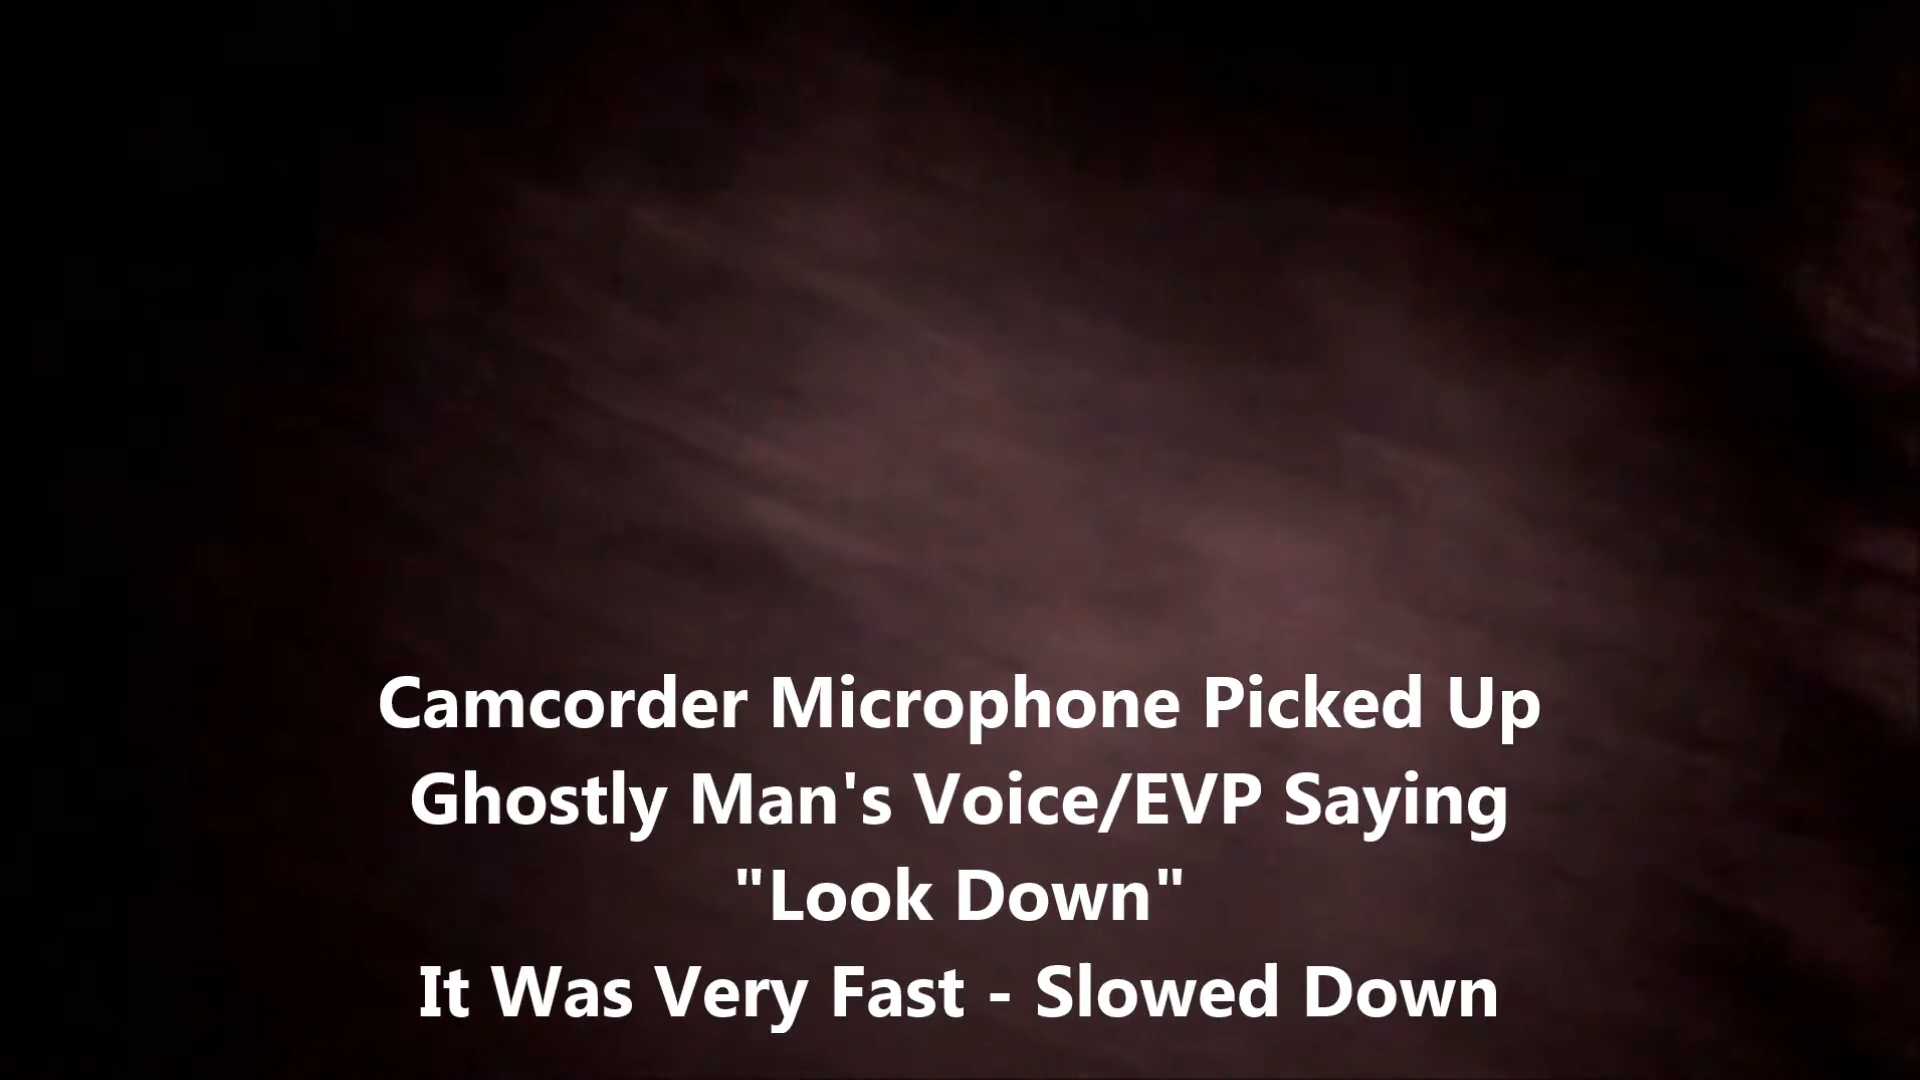 Camcorder Microphone Picked Up
Ghostly Man's Voice/EVP Saying
"Look Down"
It Was Very Fast - Slowed Down